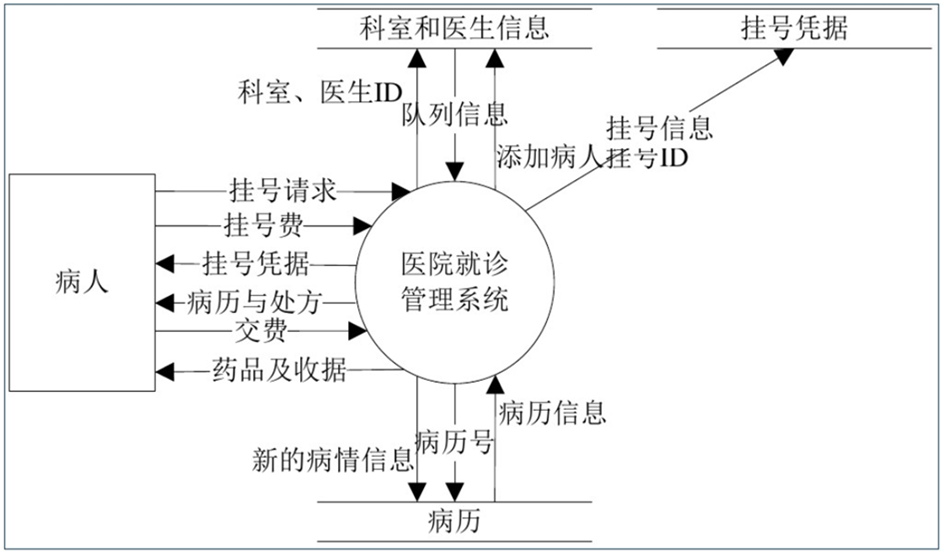 科室和医生信息
挂号凭据
科室、医生ID
队列信息
挂号信息
添加病人挂号ID
挂号请求
挂号费
挂号凭据
病历与处方
交费
药品及收据
病人
医院就诊
管理系统
病历信息
病历号
新的病情信息
病历